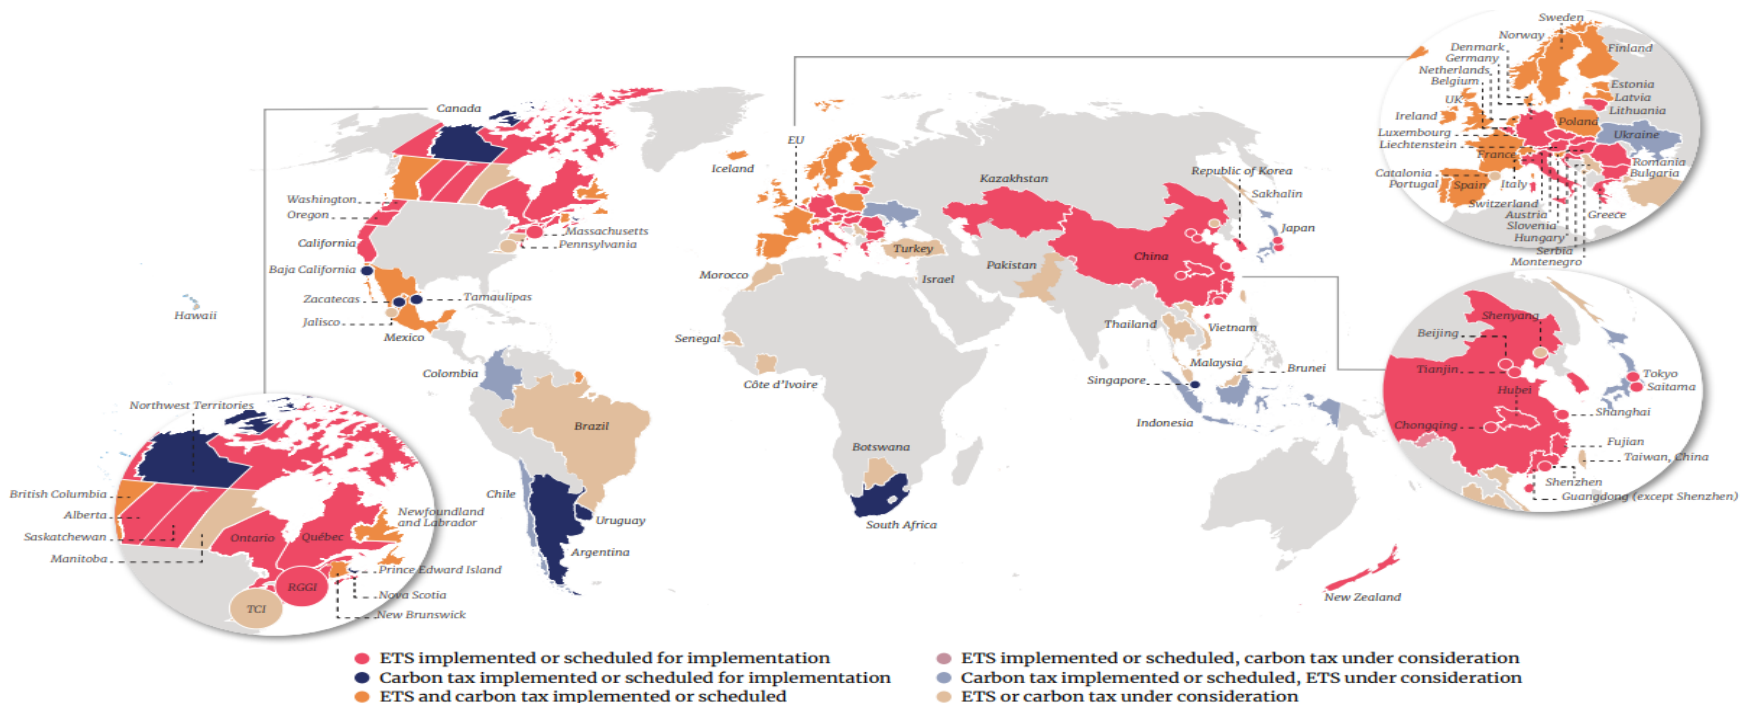 Canada
Washington
Oregon
California
Baja California
Zacatecas
Jalisco
Tamaulipas
Mexico
Massachusetts
Pennsylvania
Hawaii
Colombia
Brazil
Chile
Uruguay
Argentina
Iceland
EU
Morocco
Senegal
Côte d'Ivoire
Botswana
South Africa
Turkey
Israel
Kazakhstan
Pakistan
China
Republic of Korea
Sakhalin
Japan
Thailand
Vietnam
Malaysia
Brunei
Singapore
Indonesia
New Zealand
Northwest Territories
British Columbia
Alberta
Saskatchewan
Manitoba
Ontario
Québec
Newfoundland
and Labrador
Prince Edward Island
Nova Scotia
New Brunswick
RGGI
TCI
Sweden
Norway
Denmark
Germany
Netherlands
Belgium
UK
Ireland
Luxembourg
Liechtenstein
France
Catalonia
Portugal
Spain
Italy
Switzerland
Austria
Slovenia
Hungary
Serbia
Montenegro
Greece
Finland
Estonia
Latvia
Lithuania
Poland
Ukraine
Romania
Bulgaria
Shenyang
Beijing
Tianjin
Hubei
Chongqing
Tokyo
Saitama
Shanghai
Fujian
Taiwan, China
Shenzhen
Guangdong (except Shenzhen)
ETS implemented or scheduled for implementation
Carbon tax implemented or scheduled for implementation
ETS and carbon tax implemented or scheduled
ETS implemented or scheduled, carbon tax under consideration
Carbon tax implemented or scheduled, ETS under consideration
ETS or carbon tax under consideration